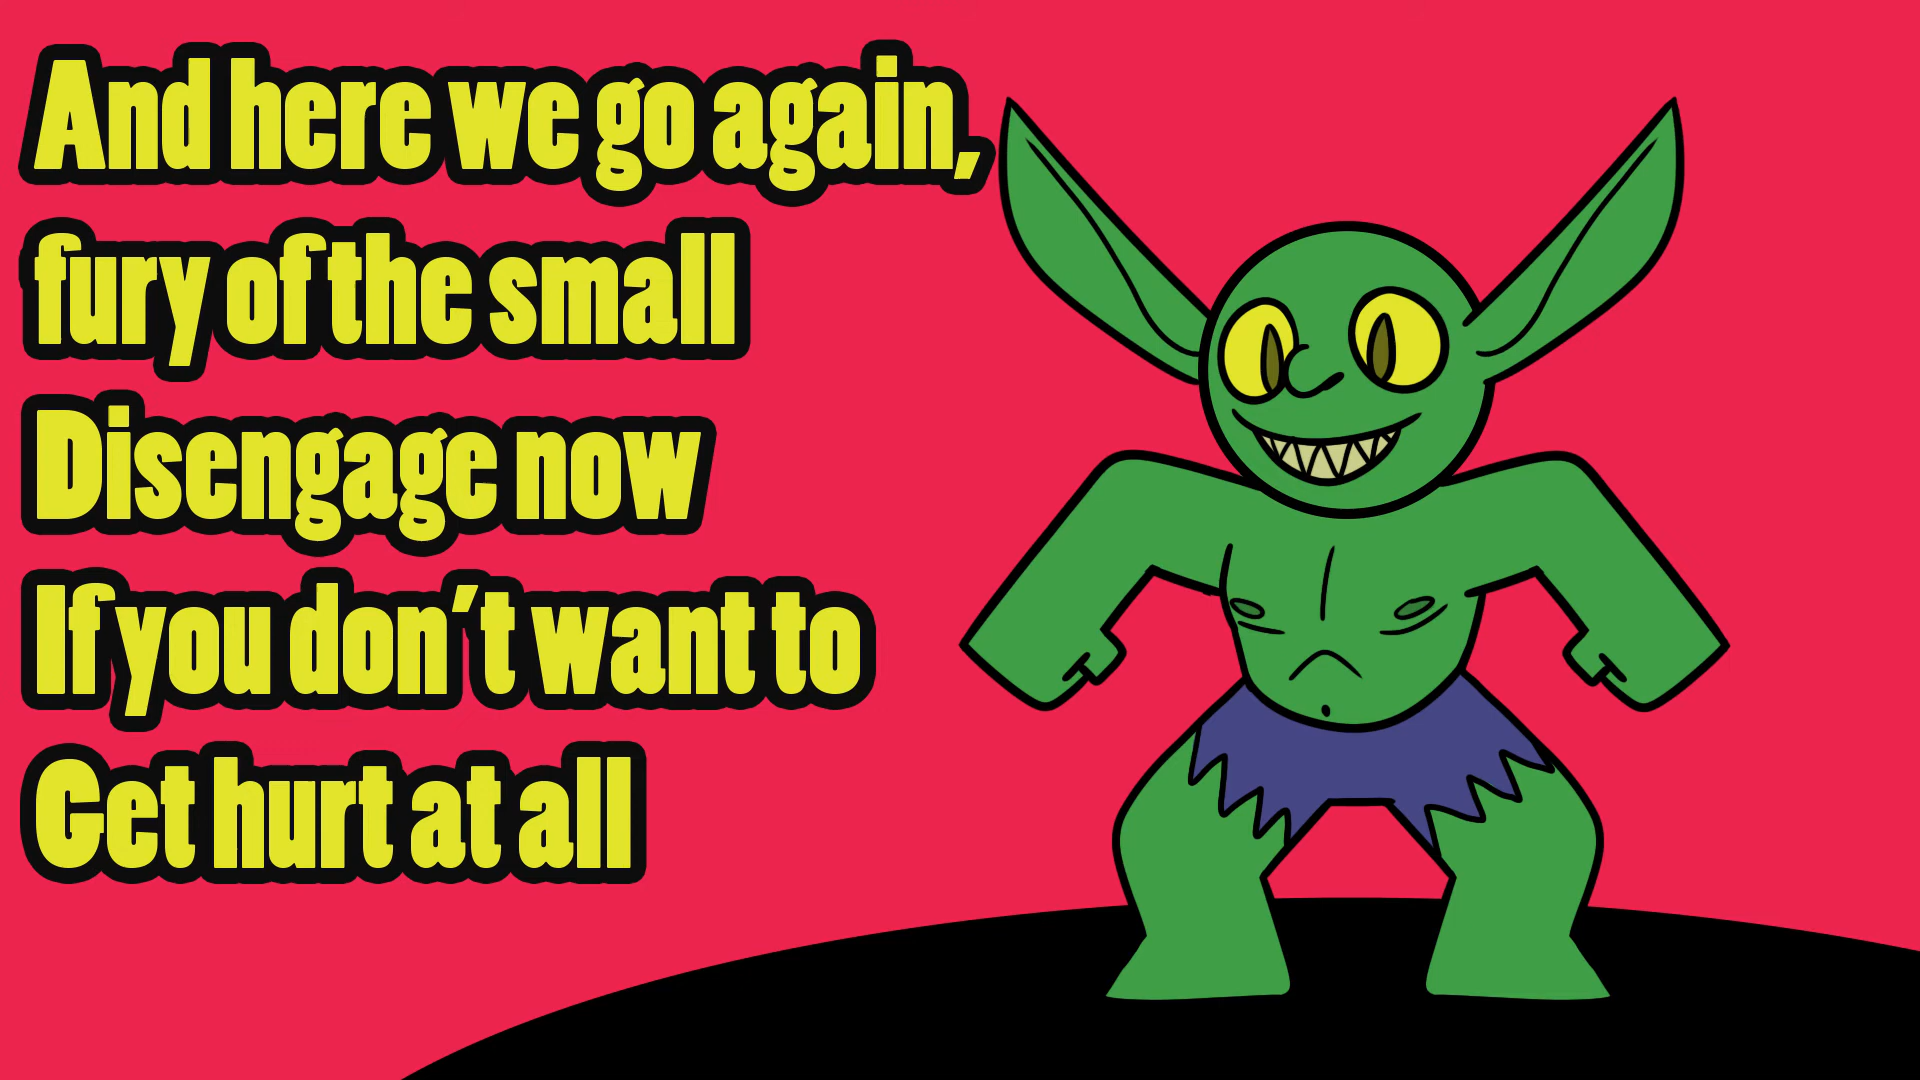 And here we go again,
fury of the small
Disengage now
If you don't want to
Get hurt at all